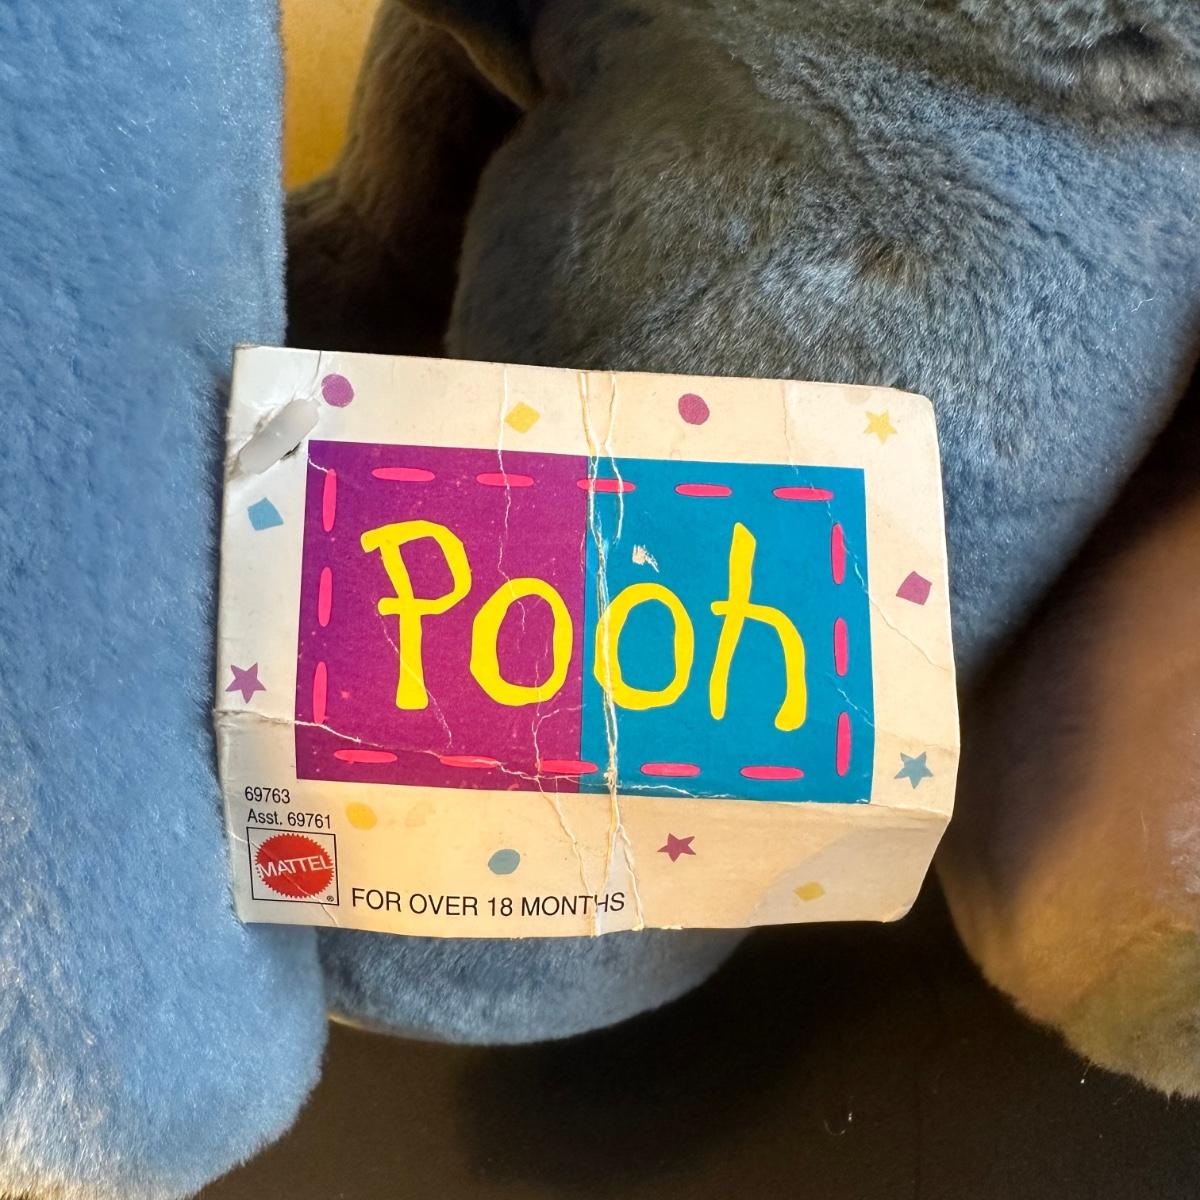 Pooh
69763
Asst. 69761
MATTEL
®
FOR OVER 18 MONTHS